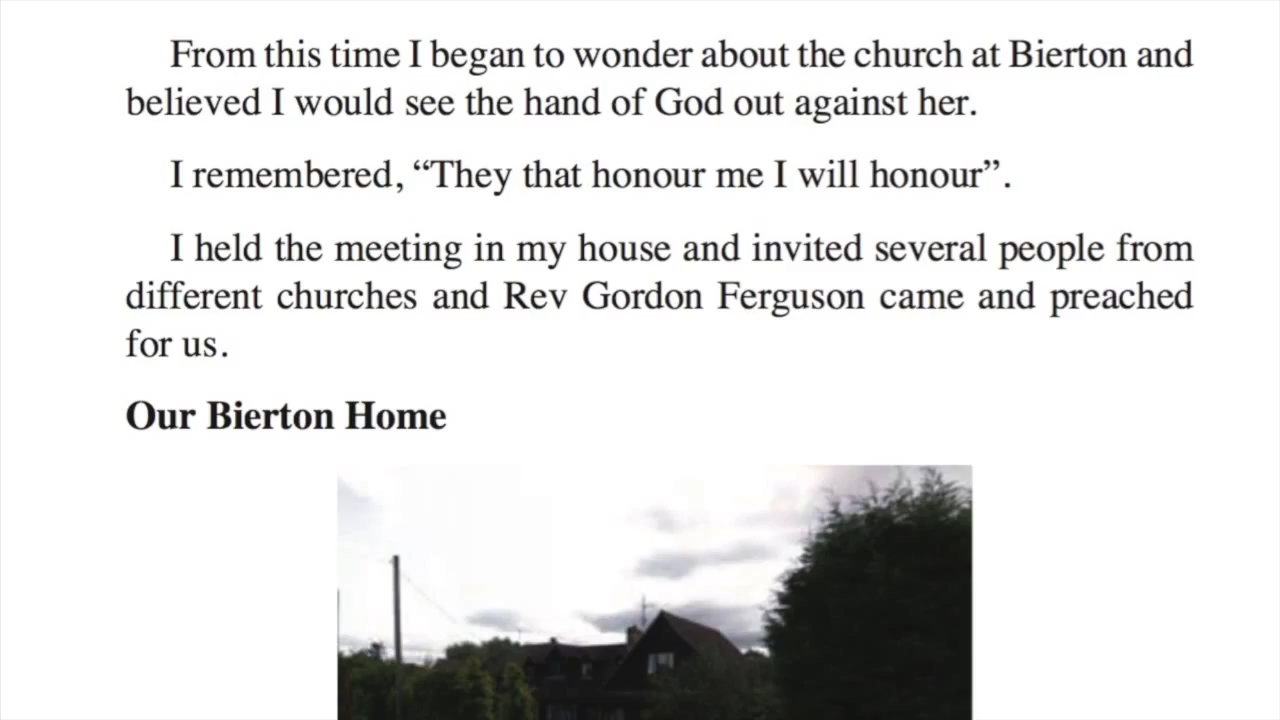 From this time I began to wonder about the church at Bierton and
believed I would see the hand of God out against her.
I remembered, “They that honour me I will honour”.
I held the meeting in my house and invited several people from
different churches and Rev Gordon Ferguson came and preached
for us.
Our Bierton Home